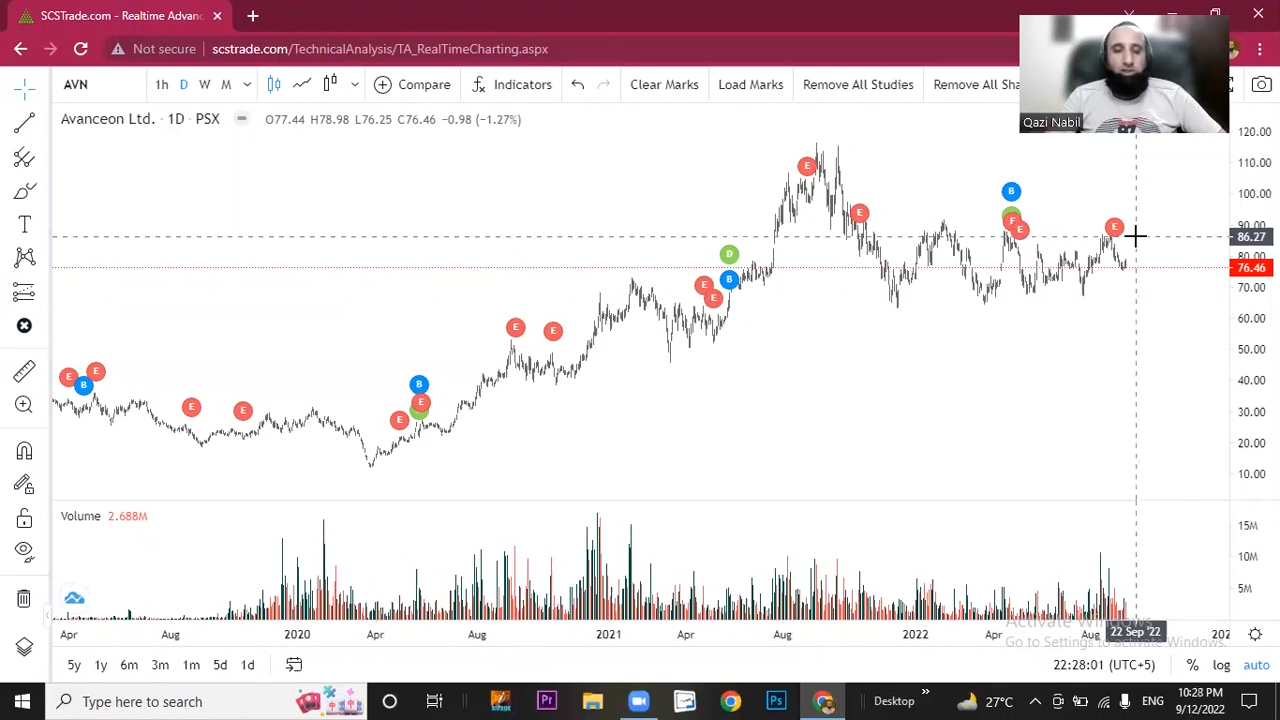 SCSTrade.com - Realtime Advanc
Not secure scstrade.com/TechnicalAnalysis/TA_RealTimeCharting.aspx
Qazi Nabil
AVN 1h D W M Compare Indicators Clear Marks Load Marks Remove All Studies Remove All Sha
Avanceon Ltd. · 1D · PSX O77.44 H78.98 L76.25 C76.46 −0.98 (−1.27%)
120.00
110.00
100.00
90.00
86.27
80.00
76.46
70.00
60.00
50.00
40.00
30.00
20.00
10.00
E B E E E E B E E E E E D B E E B E E E
Volume 2.688M
15M
10M
5M
Apr Aug 2020 Apr Aug 2021 Apr Aug 2022 Apr Aug 22 Sep '22 202
Activate Windows
Go to Settings to activate Windows.
5y 1y 6m 3m 1m 5d 1d 22:28:01 (UTC+5) % log auto
Type here to search Desktop 27°C ENG 10:28 PM
9/12/2022